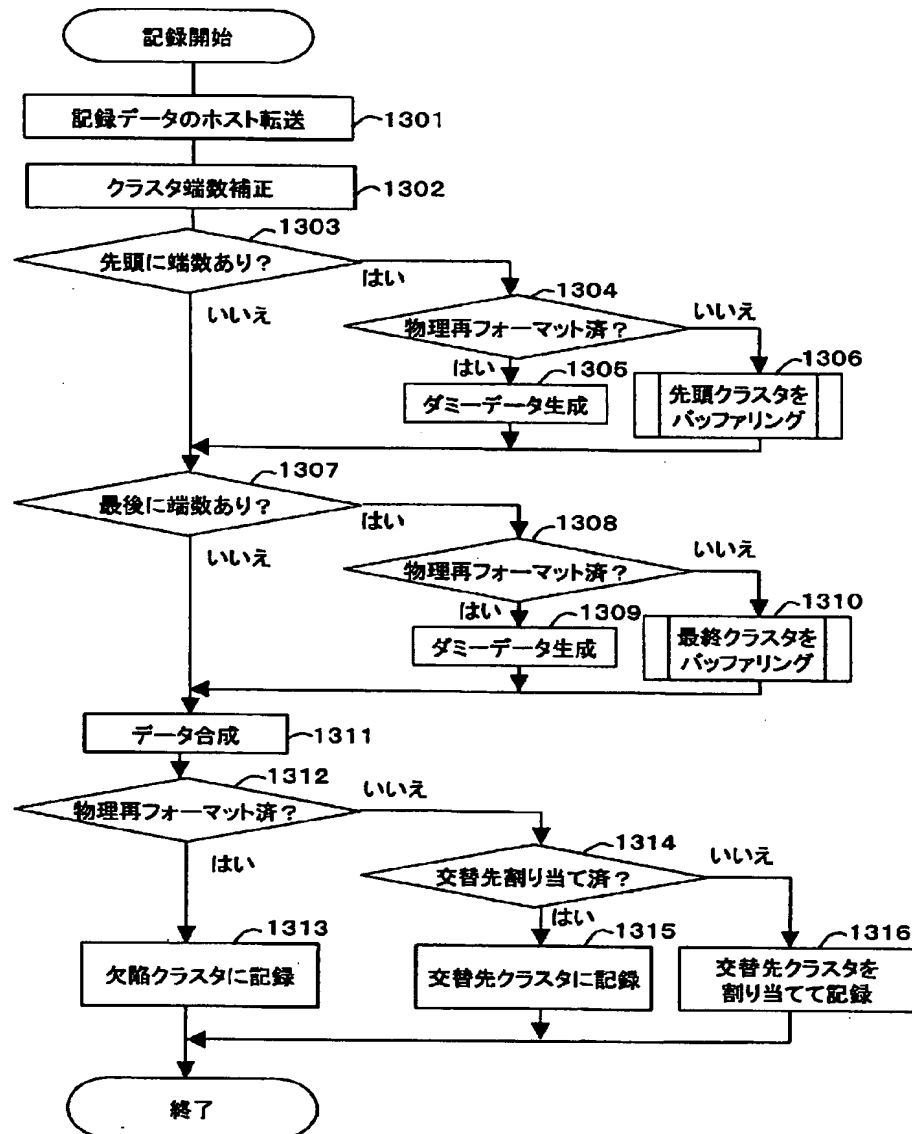 記録開始
記録データのホスト転送
1301
クラスタ端数補正
1302
1303
先頭に端数あり?
はい
いいえ
1304
物理再フォーマット済?
いいえ
はい
1305
ダミーデータ生成
1306
先頭クラスタを
バッファリング
1307
最後に端数あり?
はい
いいえ
1308
物理再フォーマット済?
いいえ
はい
1309
ダミーデータ生成
1310
最終クラスタを
バッファリング
データ合成
1311
1312
物理再フォーマット済?
いいえ
はい
1314
交替先割り当て済?
いいえ
はい
1313
欠陥クラスタに記録
1315
交替先クラスタに記録
1316
交替先クラスタを
割り当てて記録
終了